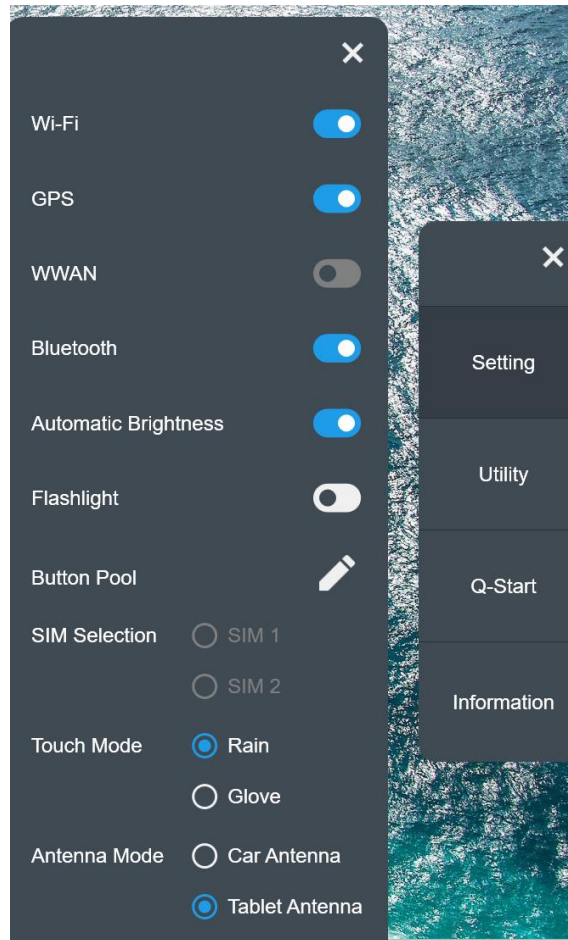 Wi-Fi
GPS
WWAN
Bluetooth
Automatic Brightness
Flashlight
Button Pool
SIM Selection SIM 1
SIM 2
Touch Mode Rain
Glove
Antenna Mode Car Antenna
Tablet Antenna
Setting
Utility
Q-Start
Information